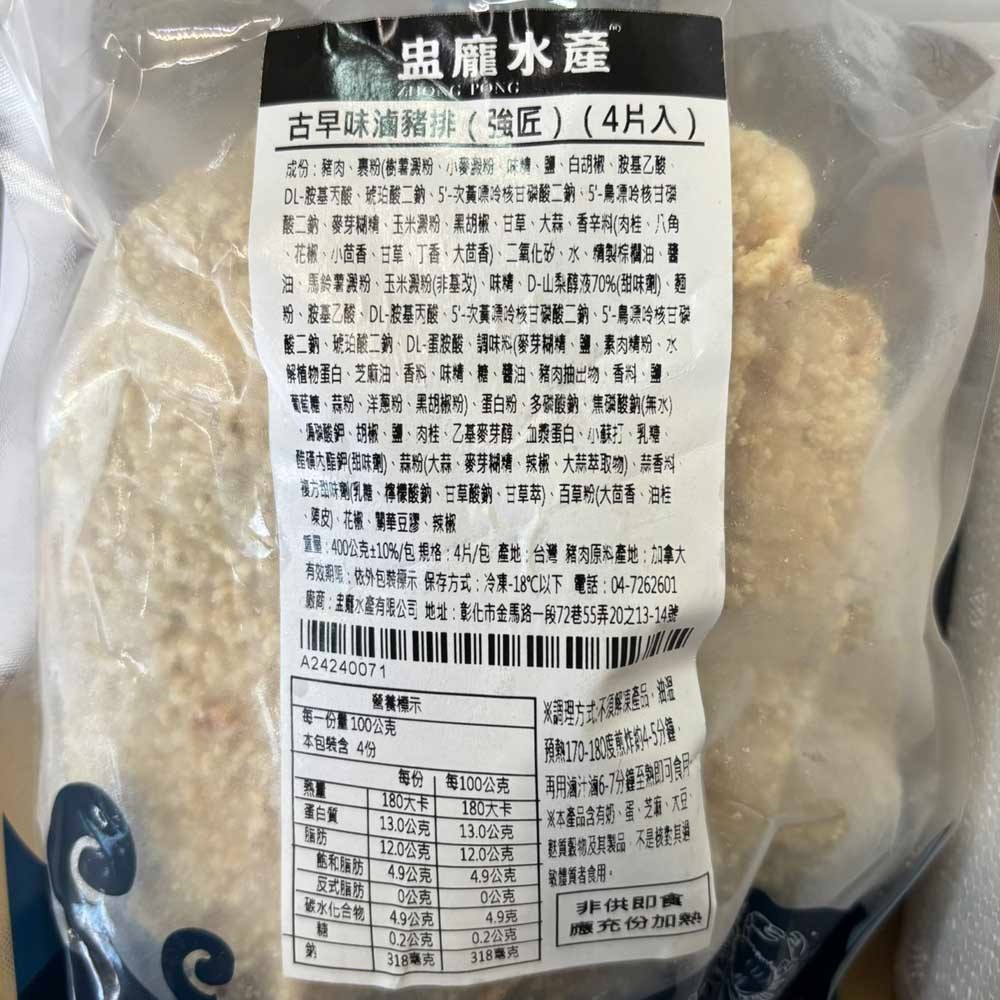 盅龐水產
ZHONG PONG
古早味滷豬排(強匠)(4片入)
成份:豬肉、裹粉(樹薯澱粉、小麥澱粉、味精、鹽、白胡椒、胺基乙酸、
DL-胺基丙酸、琥珀酸二鈉、5'-次黃嘌呤核甘磷酸二鈉、5'-鳥嘌呤核甘磷
酸二鈉、麥芽糊精、玉米澱粉、黑胡椒、甘草、大蒜、香辛料(肉桂、八角
、花椒、小茴香、甘草、丁香、大茴香)、二氧化矽、水、精製棕櫚油、醬
油、馬鈴薯澱粉、玉米澱粉(非基改)、味精、D-山梨醇液70%(甜味劑)、麵
粉、胺基乙酸、DL-胺基丙酸、5'-次黃嘌呤核甘磷酸二鈉、5'-鳥嘌呤核甘磷
酸二鈉、琥珀酸二鈉、DL-蛋胺酸、調味料(麥芽糊精、鹽、素肉精粉、水
解植物蛋白、芝麻油、香料、味精、糖、醬油、豬肉抽出物、香料、鹽、
葡萄糖、蒜粉、洋蔥粉、黑胡椒粉)、蛋白粉、多磷酸鈉、焦磷酸鈉(無水)
、偏磷酸鉀、胡椒、鹽、肉桂、乙基麥芽醇、血漿蛋白、小蘇打、乳糖、
醋磺內酯鉀(甜味劑)、蒜粉(大蒜、麥芽糊精、辣椒、大蒜萃取物)、蒜香料、
複方甜味劑(乳糖、檸檬酸鈉、甘草酸鈉、甘草萃)、百草粉(大茴香、油桂
、陳皮)、花椒、關華豆膠、辣椒
重量:400公克±10%/包 規格:4片/包 產地:台灣 豬肉原料產地:加拿大
有效期限:依外包裝標示 保存方式:冷凍-18℃以下 電話:04-7262601
廠商:盅龐水產有限公司 地址:彰化市金馬路一段72巷55弄20之13-14號
A24240071
營養標示
每一份量100公克
本包裝含 4份
每份 每100公克
熱量 180大卡 180大卡
蛋白質 13.0公克 13.0公克
脂肪 12.0公克 12.0公克
飽和脂肪 4.9公克 4.9公克
反式脂肪 0公克 0公克
碳水化合物 4.9公克 4.9克
糖 0.2公克 0.2公克
鈉 318毫克 318毫克
※調理方式:不須解凍產品,油溫
預熱170-180度煎炸約4-5分鐘,
再用滷汁滷6-7分鐘至熱即可食用。
※本產品含有奶、蛋、芝麻、大豆、
麩質穀物及其製品,不是核對其過
敏體質者食用。
非供即食
應充份加熱